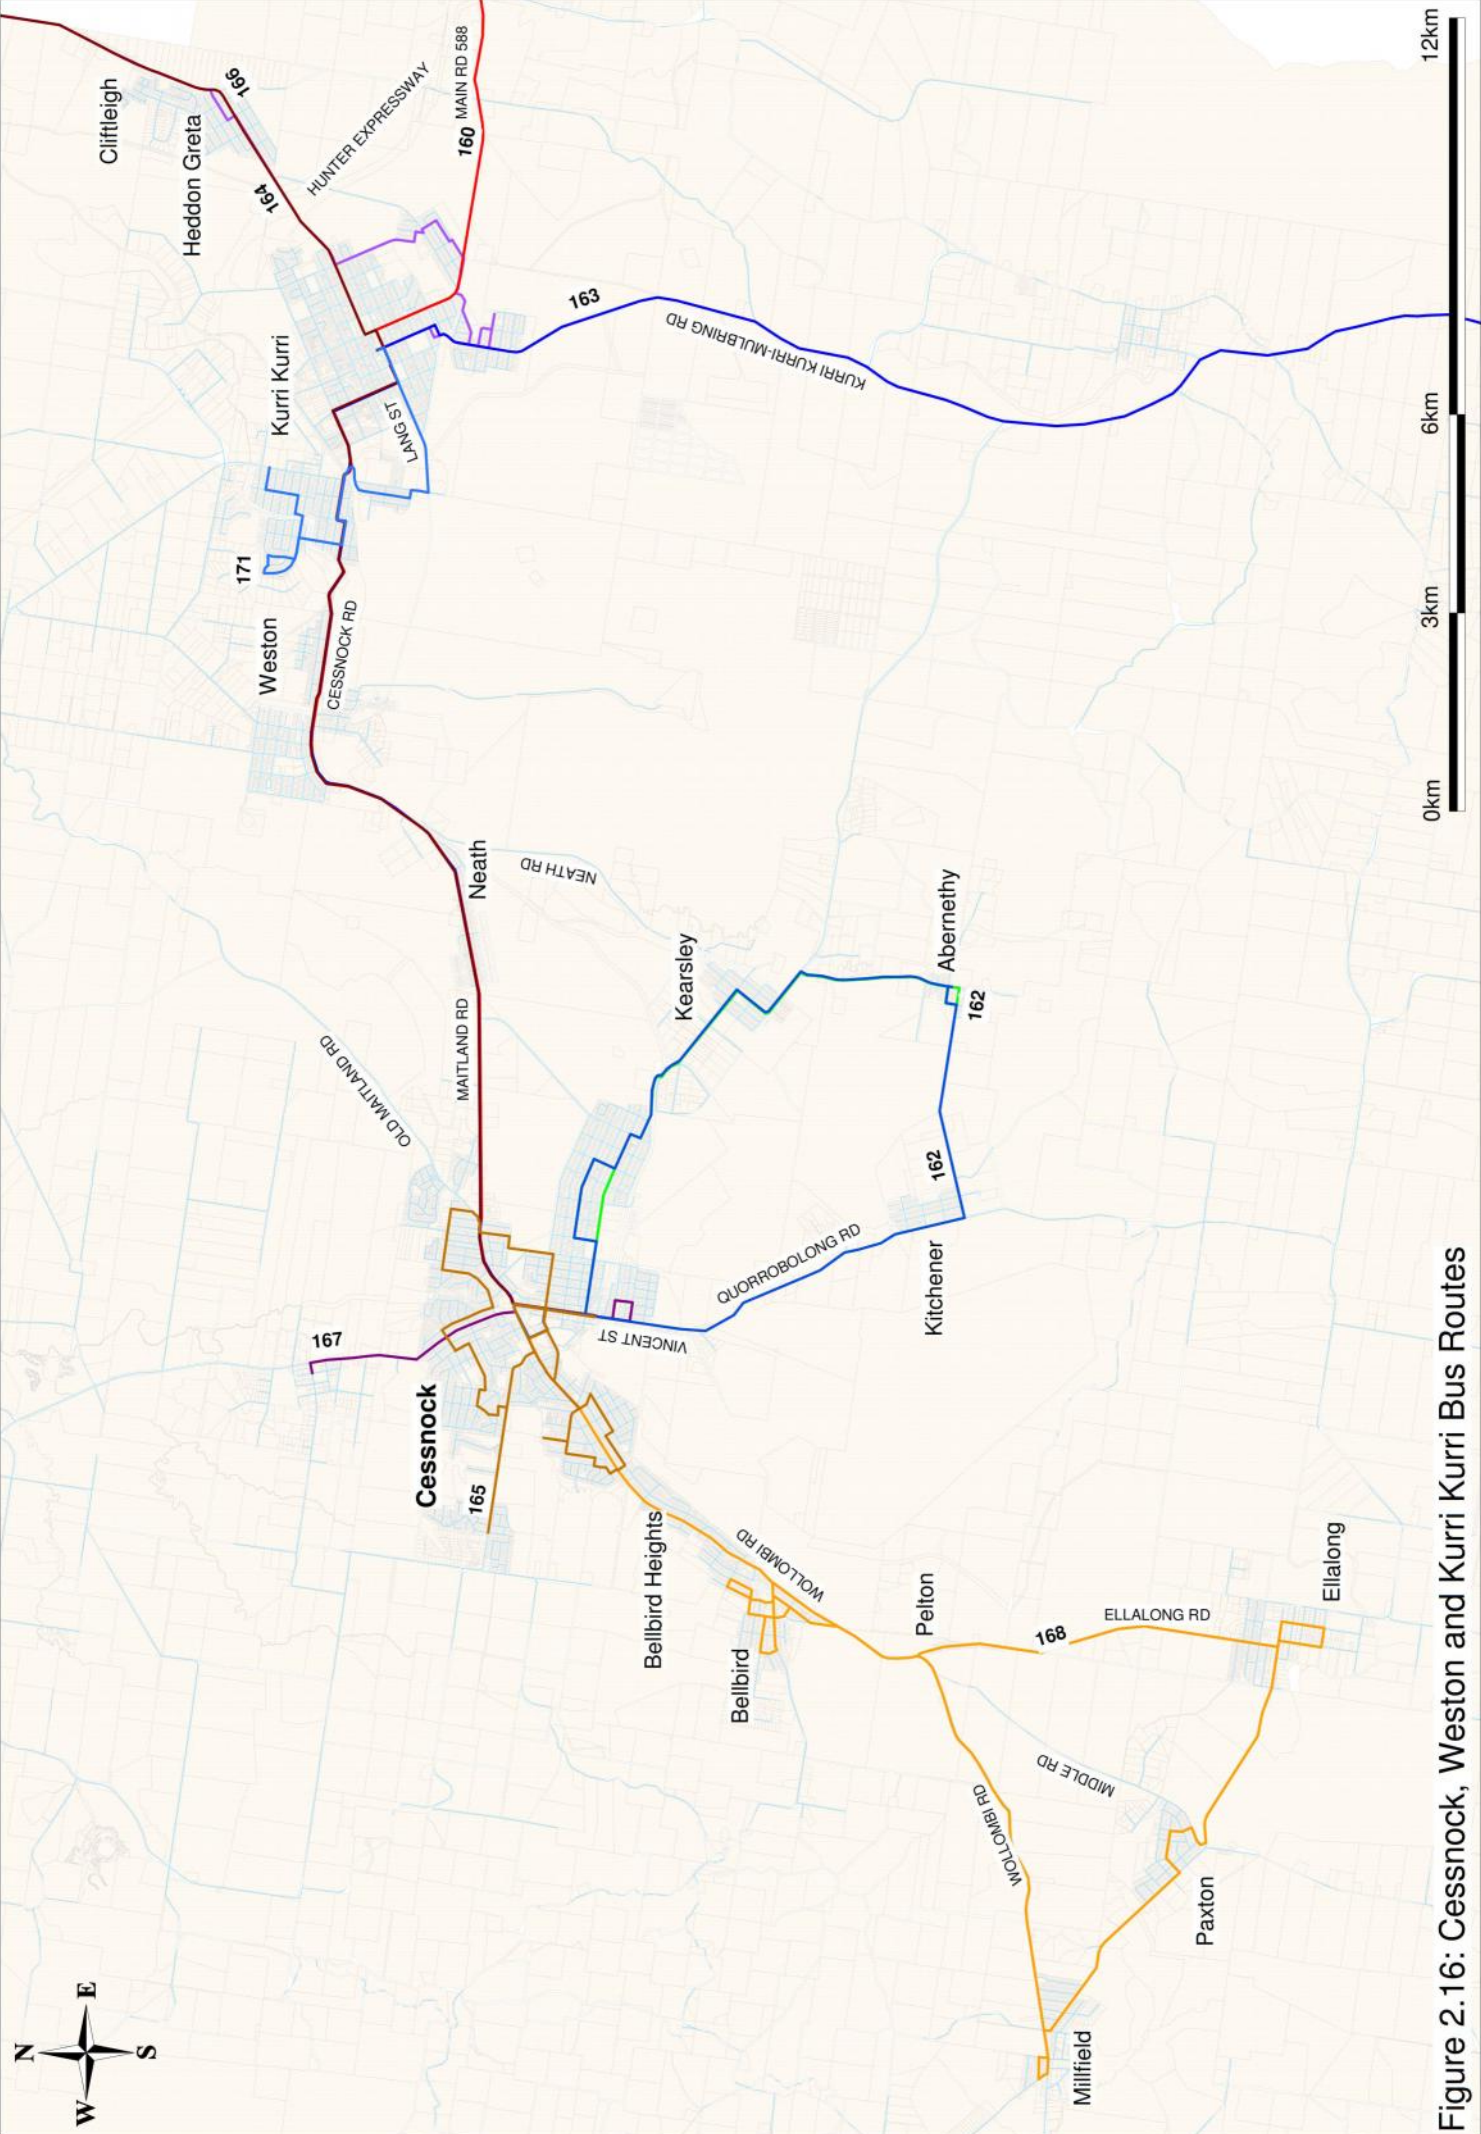 N
W E
S
Cliftleigh
Heddon Greta
166
164
HUNTER EXPRESSWAY
MAIN RD 588
160
Kurri Kurri
LANG ST
163
KURRI KURRI-MULBRING RD
171
Weston
CESSNOCK RD
Neath
NEATH RD
MAITLAND RD
OLD MAITLAND RD
Kearsley
Abernethy
162
162
Kitchener
QUORROBOLONG RD
VINCENT ST
167
Cessnock
165
Bellbird Heights
Bellbird
WOLLOMBI RD
Pelton
168
ELLALONG RD
Ellalong
MIDDLE RD
WOLLOMBI RD
Paxton
Millfield
0km 3km 6km 12km
Figure 2.16: Cessnock, Weston and Kurri Kurri Bus Routes